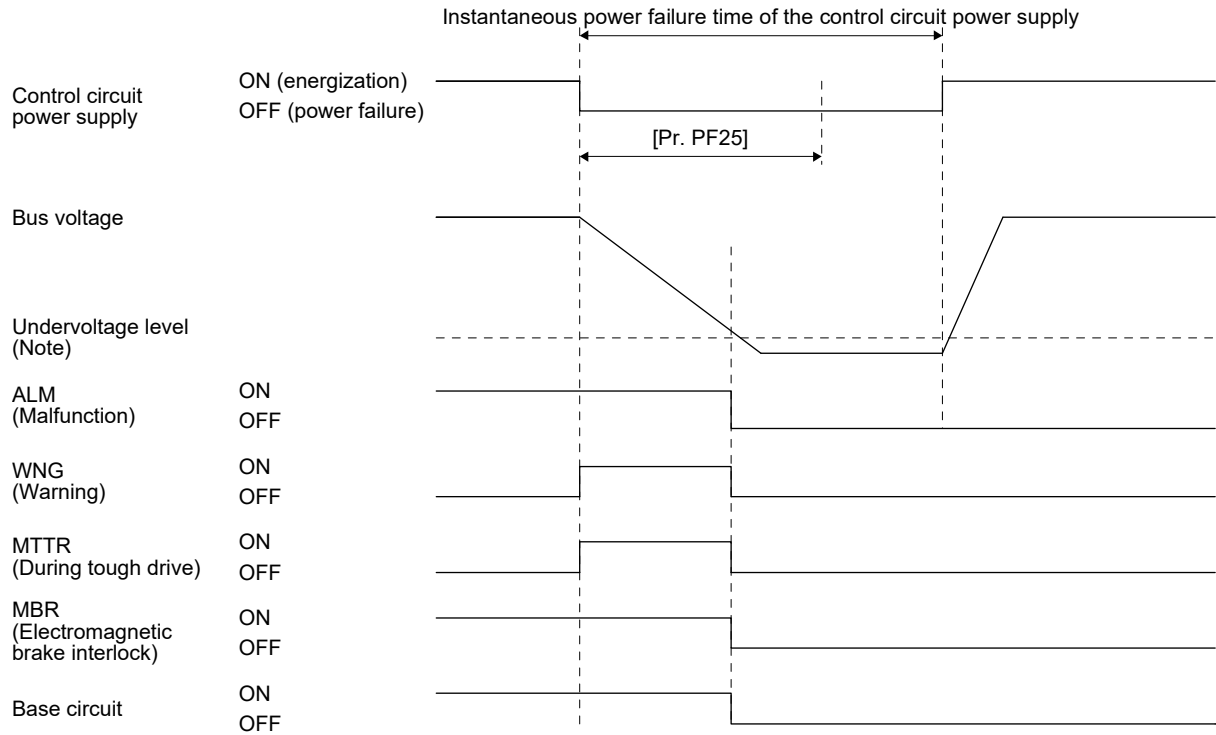 Instantaneous power failure time of the control circuit power supply
Control circuit
power supply
ON (energization)
OFF (power failure)
[Pr. PF25]
Bus voltage
Undervoltage level
(Note)
ALM
(Malfunction)
ON
OFF
WNG
(Warning)
ON
OFF
MTTR
(During tough drive)
ON
OFF
MBR
(Electromagnetic
brake interlock)
ON
OFF
Base circuit
ON
OFF